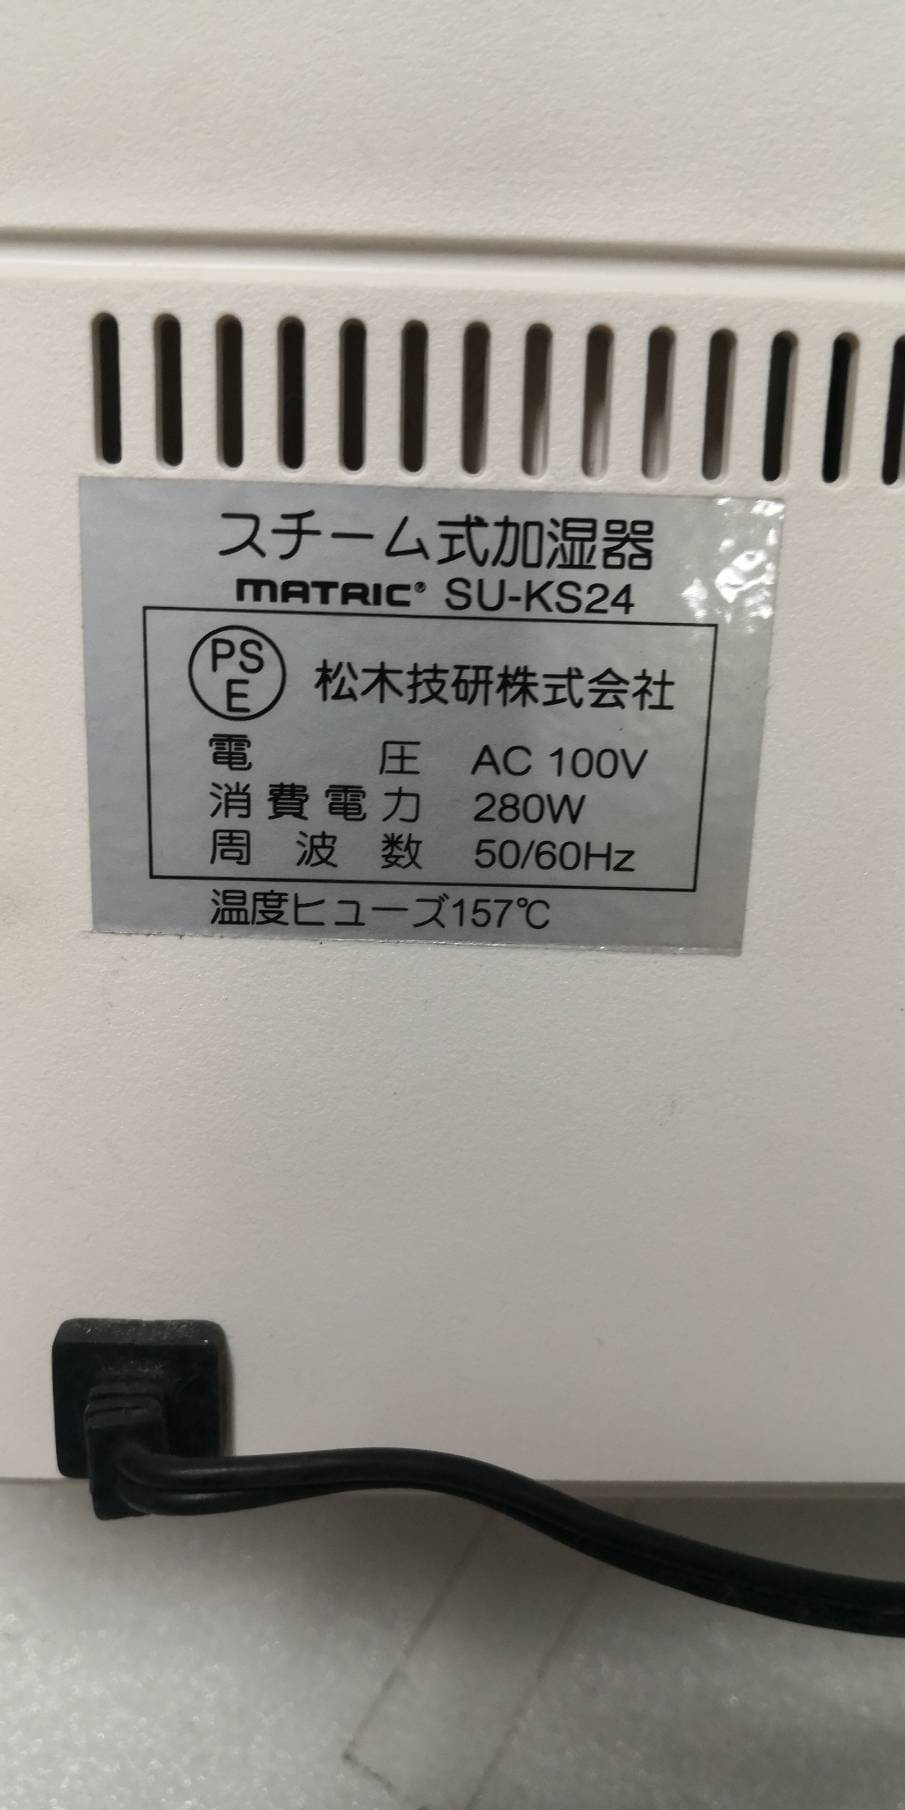 スチーム式加湿器
MATRIC® SU-KS24
PS
E
松木技研株式会社
電圧 AC 100V
消費電力 280W
周波数 50/60Hz
温度ヒューズ157℃